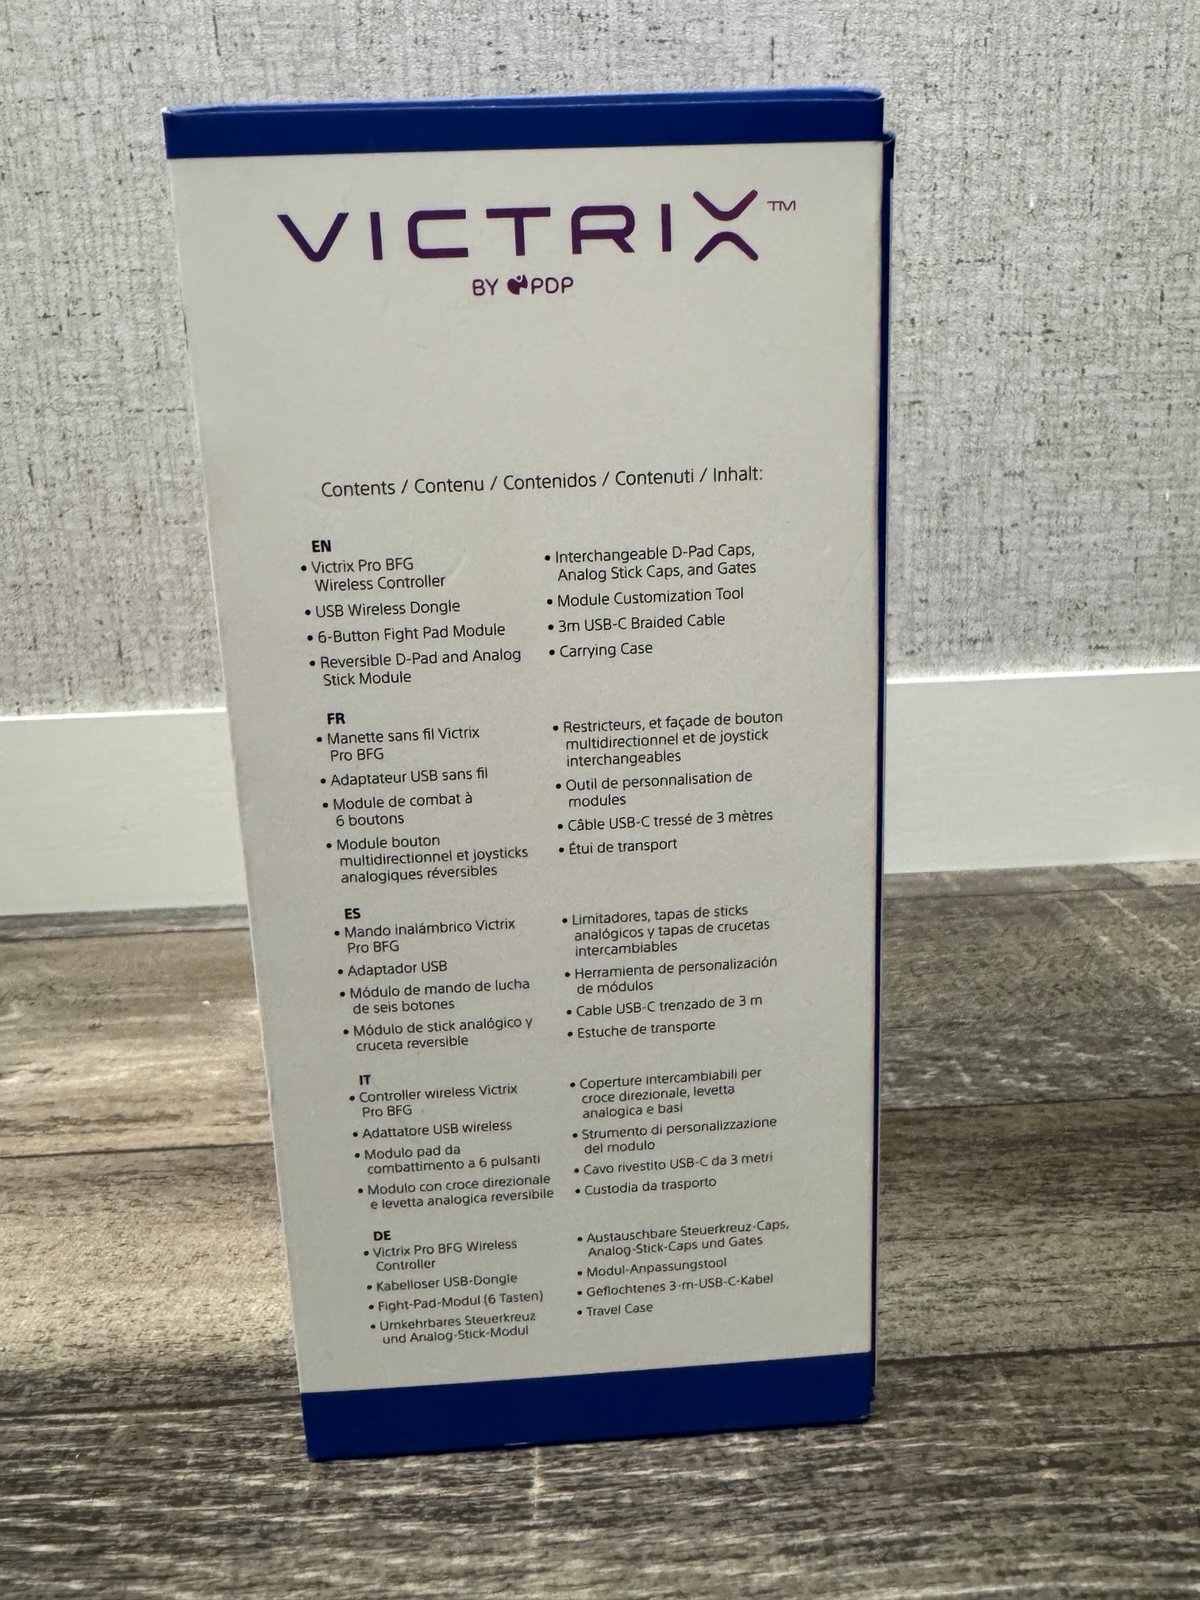 VICTRIX™
BY PDP
Contents / Contenu / Contenidos / Contenuti / Inhalt:
EN
• Victrix Pro BFG
Wireless Controller
• USB Wireless Dongle
• 6-Button Fight Pad Module
• Reversible D-Pad and Analog
Stick Module
• Interchangeable D-Pad Caps,
Analog Stick Caps, and Gates
• Module Customization Tool
• 3m USB-C Braided Cable
• Carrying Case
FR
• Manette sans fil Victrix
Pro BFG
• Adaptateur USB sans fil
• Module de combat à
6 boutons
• Module bouton
multidirectionnel et joysticks
analogiques réversibles
• Restricteurs, et façade de bouton
multidirectionnel et de joystick
interchangeables
• Outil de personnalisation de
modules
• Câble USB-C tressé de 3 mètres
• Étui de transport
ES
• Mando inalámbrico Victrix
Pro BFG
• Adaptador USB
• Módulo de mando de lucha
de seis botones
• Módulo de stick analógico y
cruceta reversible
• Limitadores, tapas de sticks
analógicos y tapas de crucetas
intercambiables
• Herramienta de personalización
de módulos
• Cable USB-C trenzado de 3 m
• Estuche de transporte
IT
• Controller wireless Victrix
Pro BFG
• Adattatore USB wireless
• Modulo pad da
combattimento a 6 pulsanti
• Modulo con croce direzionale
e levetta analogica reversibile
• Coperture intercambiabili per
croce direzionale, levetta
analogica e basi
• Strumento di personalizzazione
del modulo
• Cavo rivestito USB-C da 3 metri
• Custodia da trasporto
DE
• Victrix Pro BFG Wireless
Controller
• Kabelloser USB-Dongle
• Fight-Pad-Modul (6 Tasten)
• Umkehrbares Steuerkreuz
und Analog-Stick-Modul
• Austauschbare Steuerkreuz-Caps,
Analog-Stick-Caps und Gates
• Modul-Anpassungstool
• Geflochtenes 3-m-USB-C-Kabel
• Travel Case